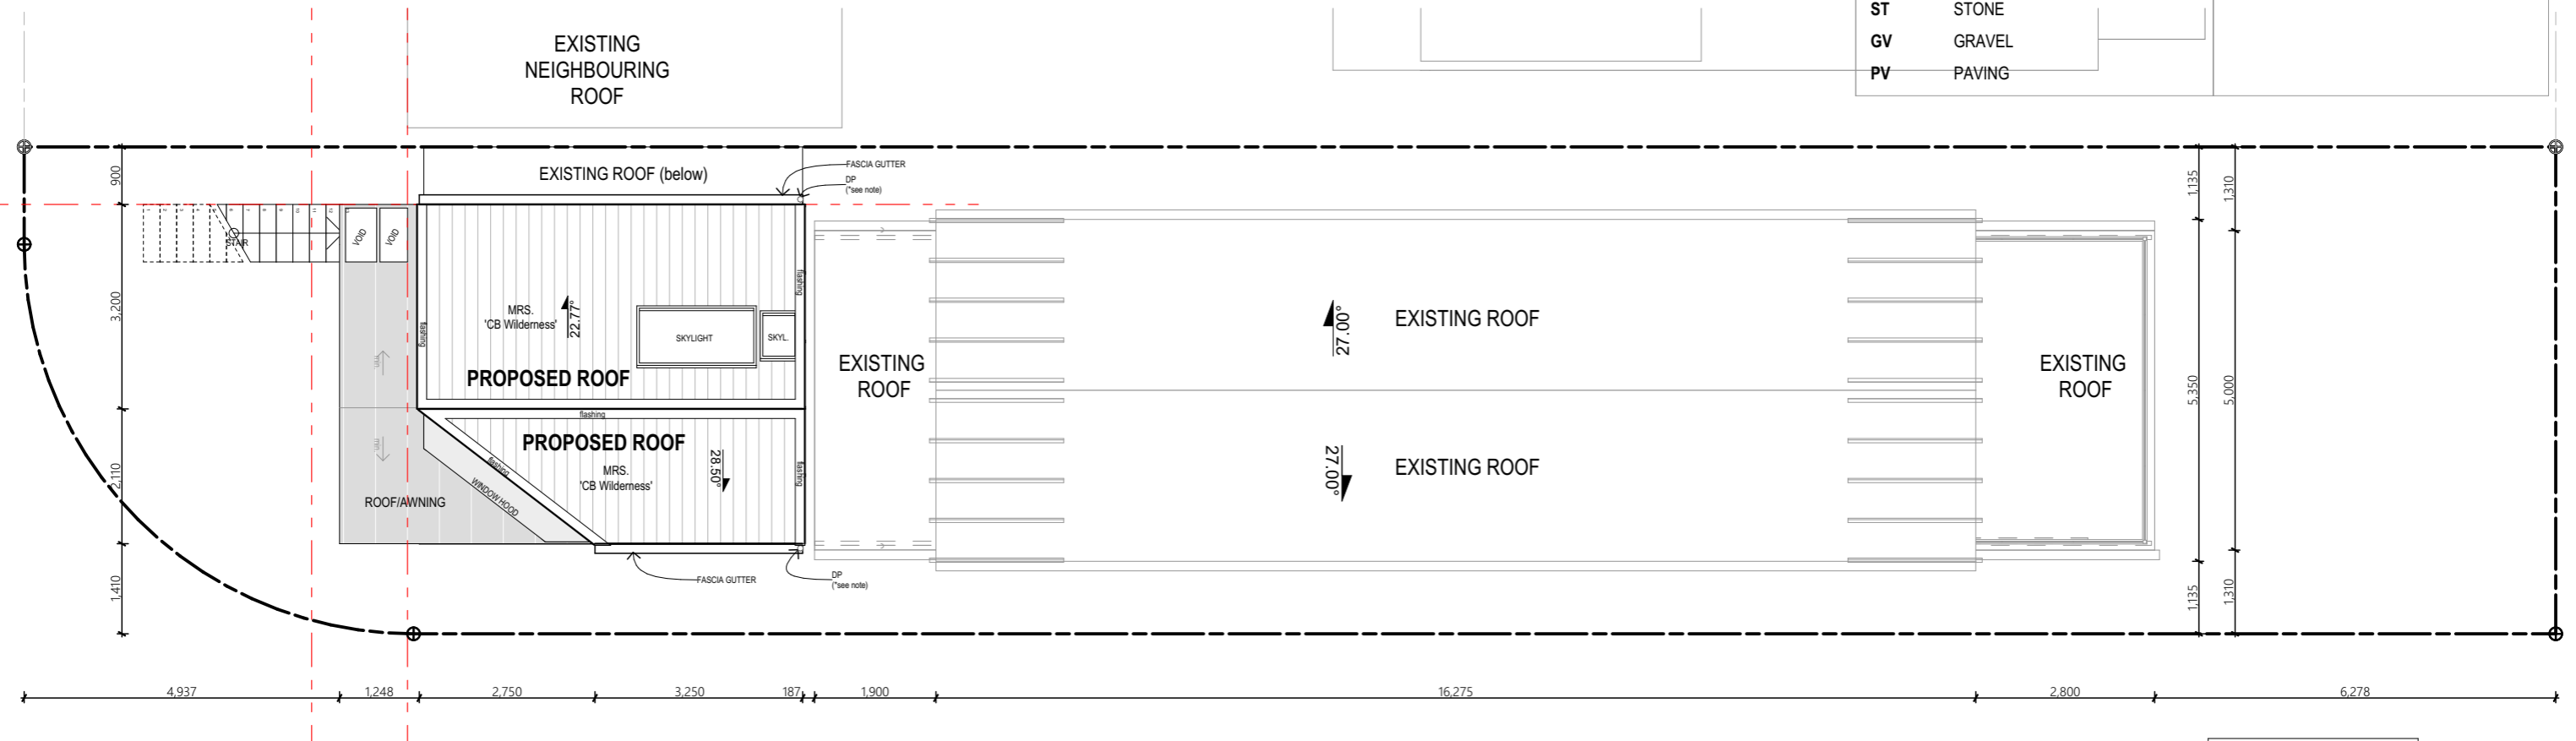 ST STONE
GV GRAVEL
PV PAVING
EXISTING
NEIGHBOURING
ROOF
EXISTING ROOF (below)
FASCIA GUTTER
DP
(*see note)
900
3,200
2,110
1,410
STAIR
VOID
VOID
flashing
flashing
MRS.
'CB Wilderness'
22.77°
SKYLIGHT
SKYL.
PROPOSED ROOF
flashing
PROPOSED ROOF
MRS.
'CB Wilderness'
28.50°
flashing
flashing
WINDOW HOOD
ROOF/AWNING
FASCIA GUTTER
DP
(*see note)
EXISTING
ROOF
27.00°
EXISTING ROOF
27.00°
EXISTING ROOF
EXISTING
ROOF
1,135
5,350
1,135
1,310
5,000
1,310
4,937
1,248
2,750
3,250
187
1,900
16,275
2,800
6,278